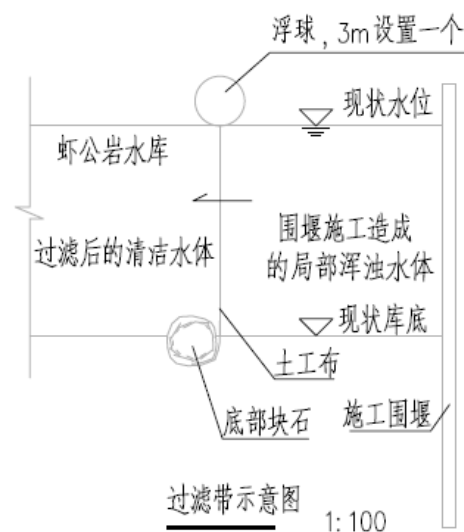 浮球，3m设置一个
现状水位
虾公岩水库
过滤后的清洁水体
围堰施工造成
的局部浑浊水体
现状库底
土工布
底部块石
施工围堰
过滤带示意图
1:100